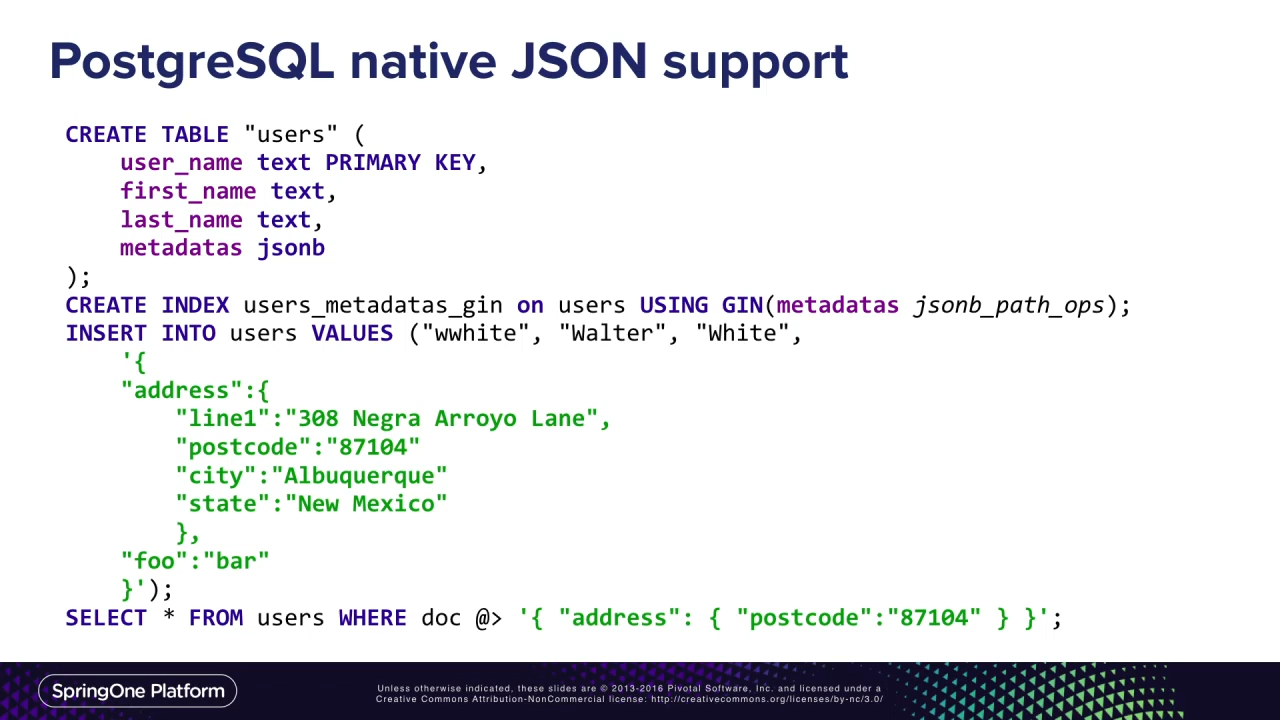 PostgreSQL native JSON support
CREATE TABLE "users" (
    user_name text PRIMARY KEY,
    first_name text,
    last_name text,
    metadatas jsonb
);
CREATE INDEX users_metadatas_gin on users USING GIN(metadatas jsonb_path_ops);
INSERT INTO users VALUES ("wwhite", "Walter", "White",
    '{
    "address":{
        "line1":"308 Negra Arroyo Lane",
        "postcode":"87104"
        "city":"Albuquerque"
        "state":"New Mexico"
        },
    "foo":"bar"
    }');
SELECT * FROM users WHERE doc @> '{ "address": { "postcode":"87104" } }';
SpringOne Platform
Unless otherwise indicated, these slides are © 2013-2016 Pivotal Software, Inc. and licensed under a
Creative Commons Attribution-NonCommercial license: http://creativecommons.org/licenses/by-nc/3.0/